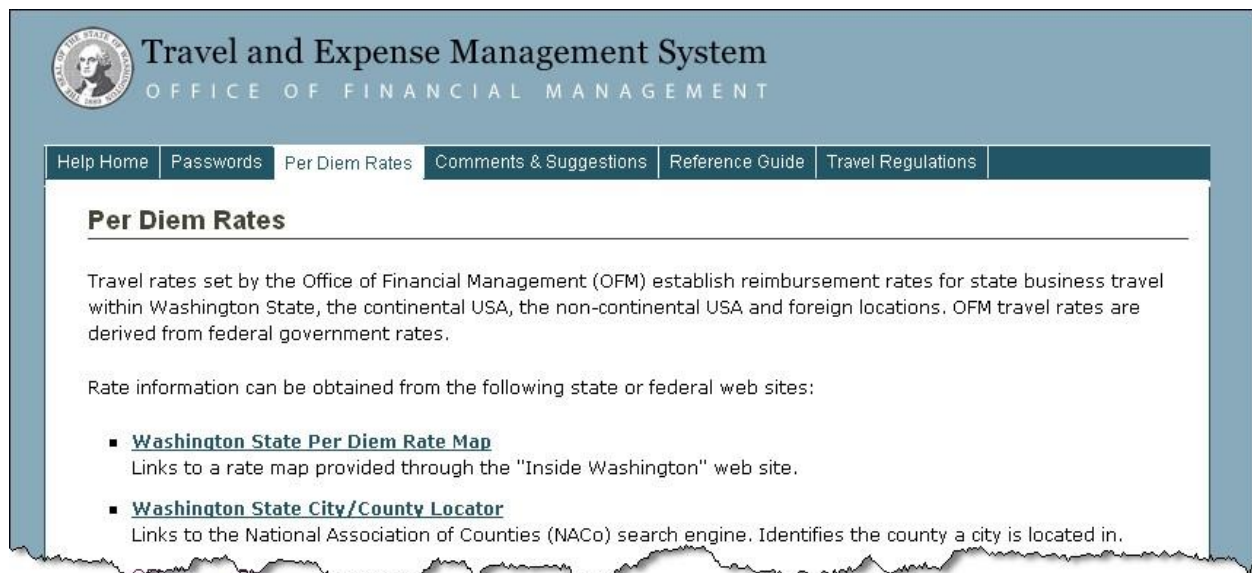 Travel and Expense Management System
OFFICE OF FINANCIAL MANAGEMENT
Help Home Passwords Per Diem Rates Comments & Suggestions Reference Guide Travel Regulations
Per Diem Rates
Travel rates set by the Office of Financial Management (OFM) establish reimbursement rates for state business travel
within Washington State, the continental USA, the non-continental USA and foreign locations. OFM travel rates are
derived from federal government rates.
Rate information can be obtained from the following state or federal web sites:
▪ Washington State Per Diem Rate Map
Links to a rate map provided through the "Inside Washington" web site.
▪ Washington State City/County Locator
Links to the National Association of Counties (NACo) search engine. Identifies the county a city is located in.